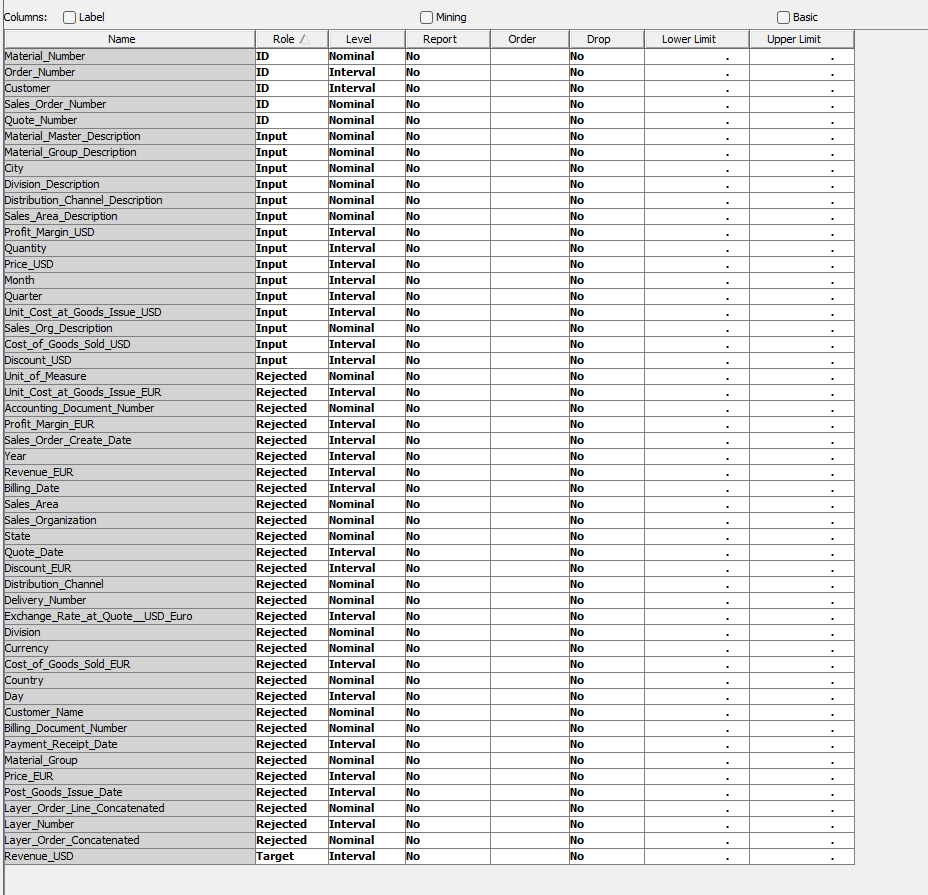 Columns: Label Mining Basic
Name Role Level Report Order Drop Lower Limit Upper Limit
Material_Number ID Nominal No No . .
Order_Number ID Interval No No . .
Customer ID Interval No No . .
Sales_Order_Number ID Nominal No No . .
Quote_Number ID Nominal No No . .
Material_Master_Description Input Nominal No No . .
Material_Group_Description Input Nominal No No . .
City Input Nominal No No . .
Division_Description Input Nominal No No . .
Distribution_Channel_Description Input Nominal No No . .
Sales_Area_Description Input Nominal No No . .
Profit_Margin_USD Input Interval No No . .
Quantity Input Interval No No . .
Price_USD Input Interval No No . .
Month Input Interval No No . .
Quarter Input Interval No No . .
Unit_Cost_at_Goods_Issue_USD Input Interval No No . .
Sales_Org_Description Input Nominal No No . .
Cost_of_Goods_Sold_USD Input Interval No No . .
Discount_USD Input Interval No No . .
Unit_of_Measure Rejected Nominal No No . .
Unit_Cost_at_Goods_Issue_EUR Rejected Interval No No . .
Accounting_Document_Number Rejected Nominal No No . .
Profit_Margin_EUR Rejected Interval No No . .
Sales_Order_Create_Date Rejected Interval No No . .
Year Rejected Interval No No . .
Revenue_EUR Rejected Interval No No . .
Billing_Date Rejected Interval No No . .
Sales_Area Rejected Nominal No No . .
Sales_Organization Rejected Nominal No No . .
State Rejected Nominal No No . .
Quote_Date Rejected Interval No No . .
Discount_EUR Rejected Interval No No . .
Distribution_Channel Rejected Nominal No No . .
Delivery_Number Rejected Nominal No No . .
Exchange_Rate_at_Quote__USD_Euro Rejected Interval No No . .
Division Rejected Nominal No No . .
Currency Rejected Nominal No No . .
Cost_of_Goods_Sold_EUR Rejected Interval No No . .
Country Rejected Nominal No No . .
Day Rejected Interval No No . .
Customer_Name Rejected Nominal No No . .
Billing_Document_Number Rejected Nominal No No . .
Payment_Receipt_Date Rejected Interval No No . .
Material_Group Rejected Nominal No No . .
Price_EUR Rejected Interval No No . .
Post_Goods_Issue_Date Rejected Interval No No . .
Layer_Order_Line_Concatenated Rejected Nominal No No . .
Layer_Number Rejected Interval No No . .
Layer_Order_Concatenated Rejected Nominal No No . .
Revenue_USD Target Interval No No . .